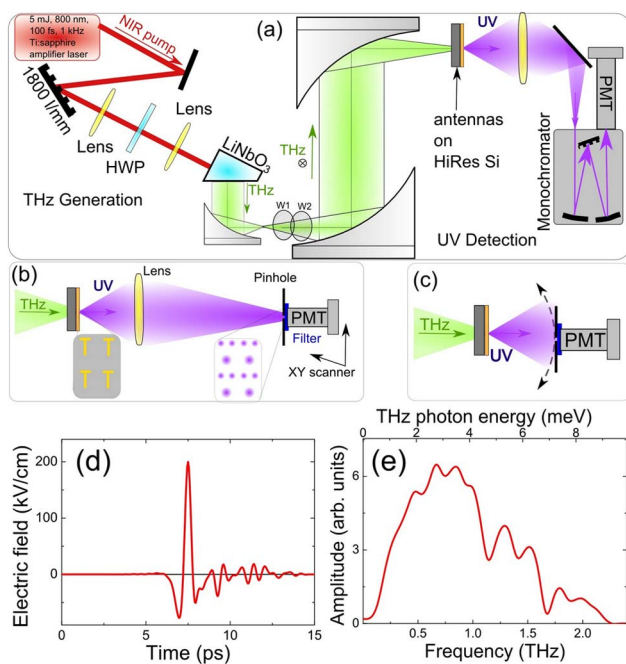 5 mJ, 800 nm,
100 fs, 1 kHz
Ti:sapphire
amplifier laser
NIR pump
(a)
1800 l/mm
Lens
HWP
Lens
LiNbO3
THz
THz Generation
W1
W2
THz
⊗
UV
Lens
antennas
on
HiRes Si
PMT
Monochromator
UV Detection
(b)
THz
UV
Lens
Pinhole
PMT
Filter
XY scanner
(c)
THz
UV
PMT
(d)
Electric field (kV/cm)
200
100
0
0
5
10
15
Time (ps)
THz photon energy (meV)
0
2
4
6
8
(e)
Amplitude (arb. units)
6
3
0
0.5
1.0
1.5
2.0
Frequency (THz)